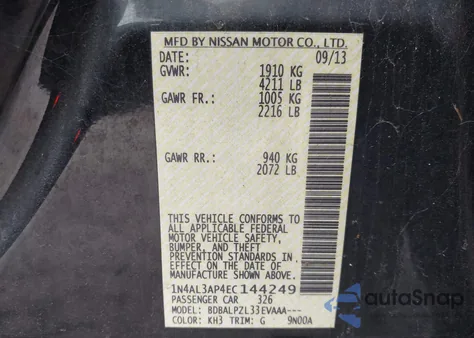 MFD BY NISSAN MOTOR CO., LTD.
DATE: 09/13
GVWR: 1910 KG
4211 LB
GAWR FR.: 1005 KG
2216 LB
GAWR RR.: 940 KG
2072 LB
THIS VEHICLE CONFORMS TO
ALL APPLICABLE FEDERAL
MOTOR VEHICLE SAFETY,
BUMPER, AND THEFT
PREVENTION STANDARDS IN
EFFECT ON THE DATE OF
MANUFACTURE SHOWN ABOVE.
1N4AL3AP4EC144249
PASSENGER CAR 326
MODEL: BDBALPZL33EVAAA---
COLOR: KH3 TRIM: G 9N00A
autoSnap